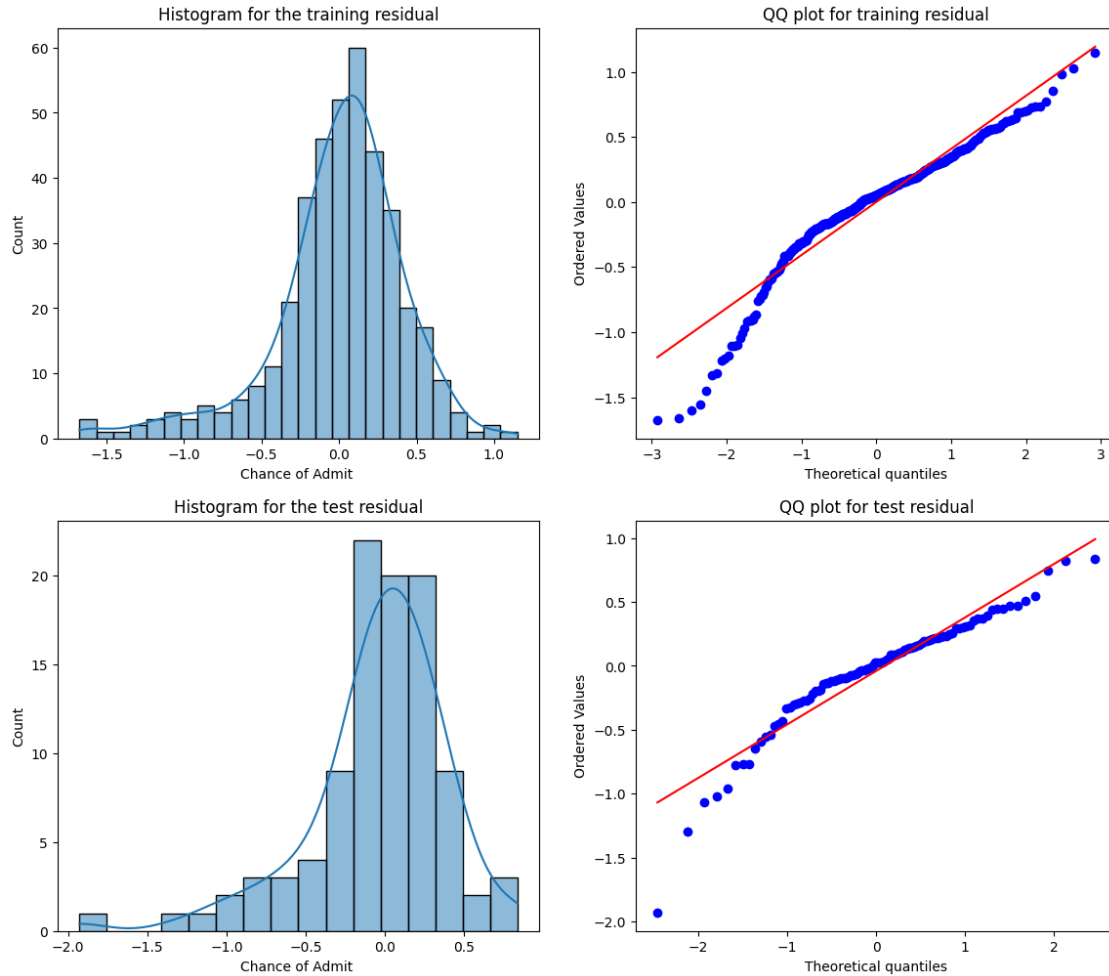 Histogram for the training residual
60
50
40
30
20
10
0
Count
−1.5 −1.0 −0.5 0.0 0.5 1.0
Chance of Admit
QQ plot for training residual
1.0
0.5
0.0
−0.5
−1.0
−1.5
Ordered Values
−3 −2 −1 0 1 2 3
Theoretical quantiles
Histogram for the test residual
20
15
10
5
0
Count
−2.0 −1.5 −1.0 −0.5 0.0 0.5
Chance of Admit
QQ plot for test residual
1.0
0.5
0.0
−0.5
−1.0
−1.5
−2.0
Ordered Values
−2 −1 0 1 2
Theoretical quantiles